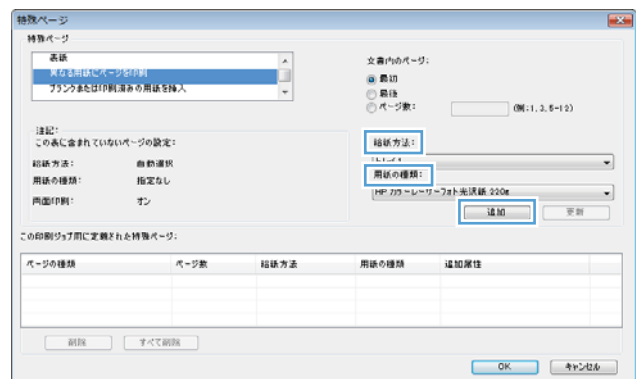 特殊ページ
特殊ページ
表紙
異なる用紙にページを印刷
ブランクまたは印刷済みの用紙を挿入
文書内のページ:
最初
最後
ページ数:
(例:1,3,5-12)
注記:
この表に含まれていないページの設定:
給紙方法: 自動選択
用紙の種類: 指定なし
両面印刷: オン
給紙方法:
用紙の種類:
HP カラーレーザーフォト光沢紙 220g
追加 更新
この印刷ジョブ用に定義された特殊ページ:
ページの種類 ページ数 給紙方法 用紙の種類 追加属性
削除 すべて削除
OK キャンセル